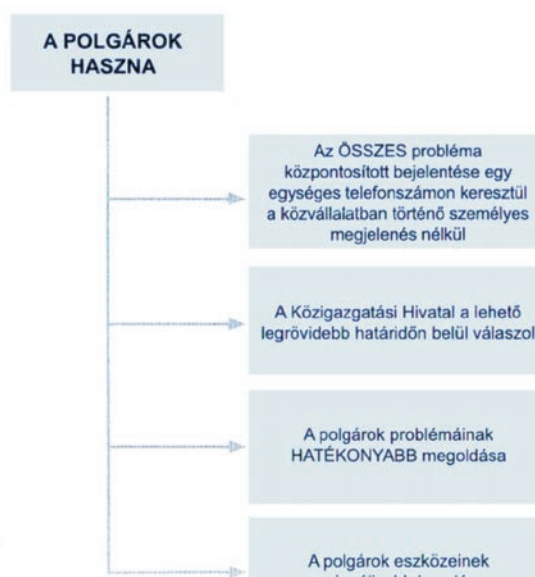 A POLGÁROK
HASZNA
Az ÖSSZES probléma
központosított bejelentése egy
egységes telefonszámon keresztül
a közvállalatban történő személyes
megjelenés nélkül
A Közigazgatási Hivatal a lehető
legrövidebb határidőn belül válaszol
A polgárok problémáinak
HATÉKONYABB megoldása
A polgárok eszközeinek